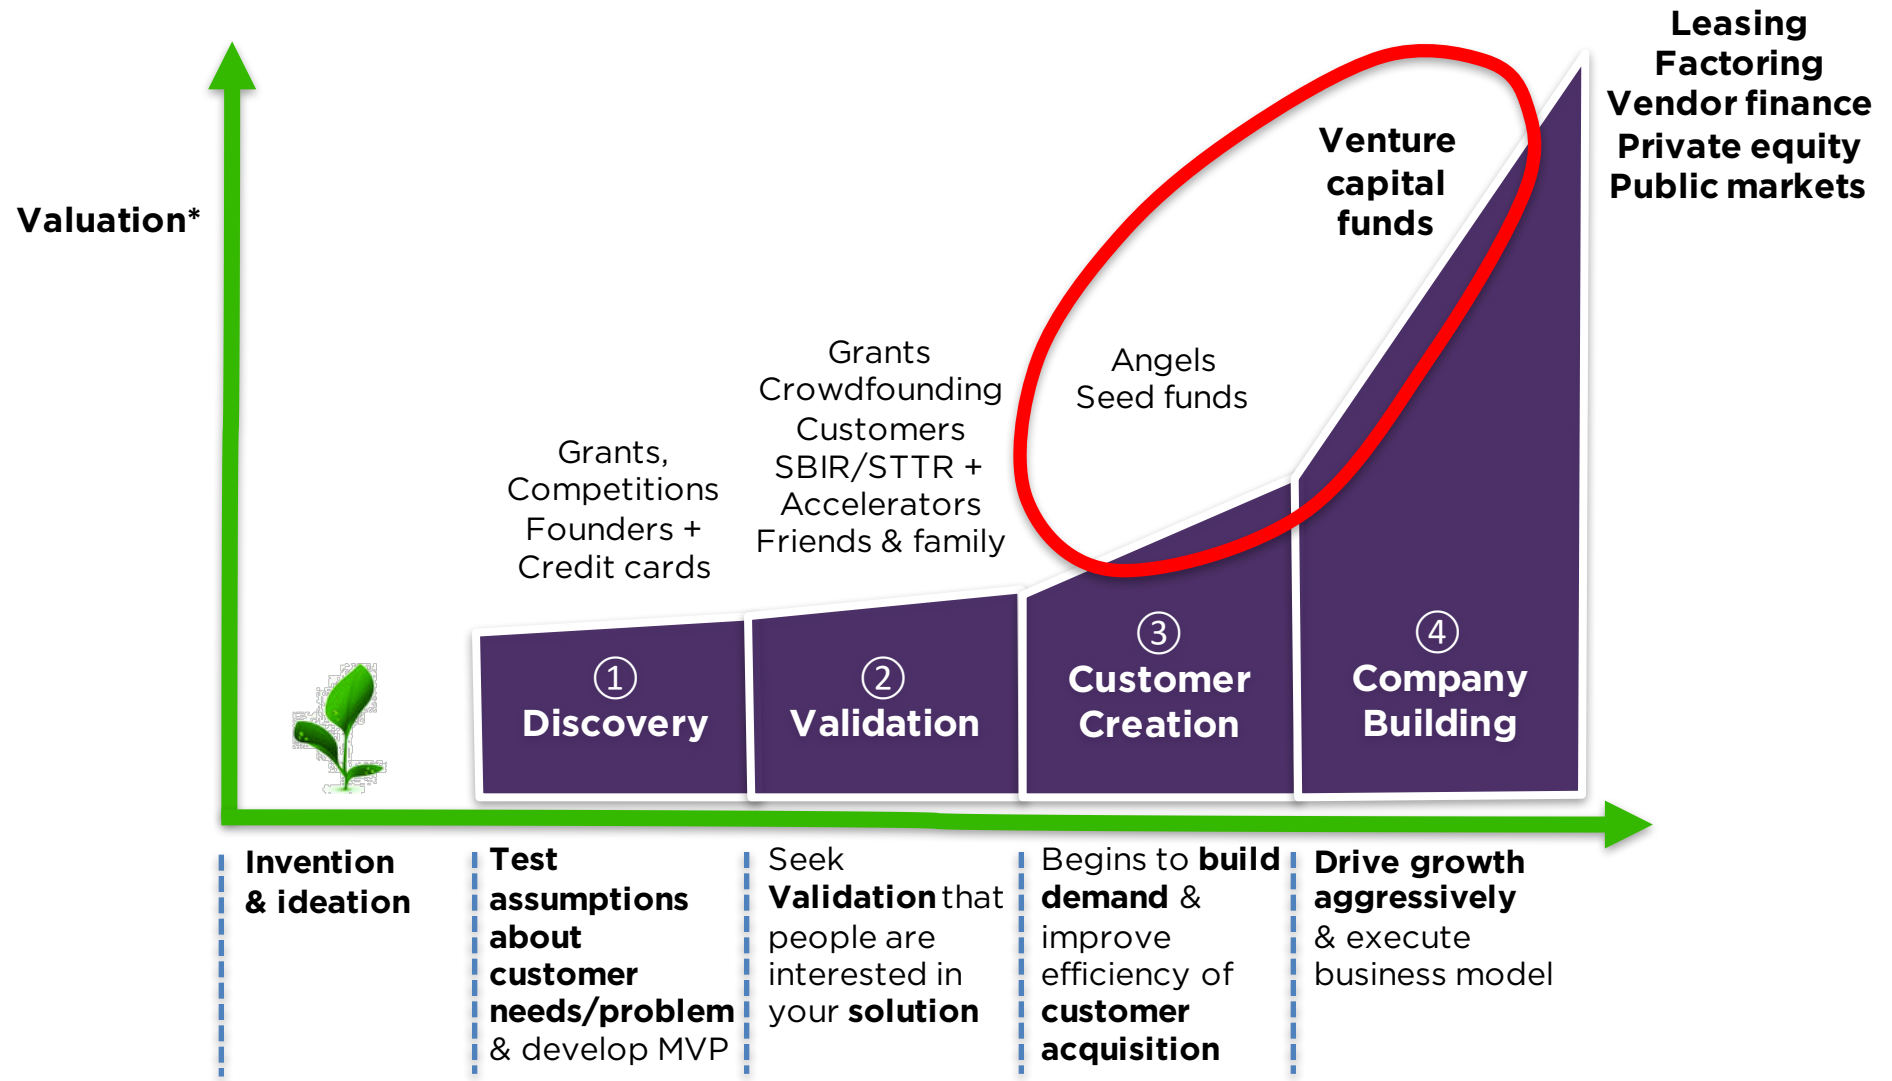 Valuation*
Grants,
Competitions
Founders +
Credit cards
Grants
Crowdfounding
Customers
SBIR/STTR +
Accelerators
Friends & family
Angels
Seed funds
Venture
capital
funds
Leasing
Factoring
Vendor finance
Private equity
Public markets
①
Discovery
②
Validation
③
Customer
Creation
④
Company
Building
Invention
& ideation
Test
assumptions
about
customer
needs/problem
& develop MVP
Seek
Validation that
people are
interested in
your solution
Begins to build
demand &
improve
efficiency of
customer
acquisition
Drive growth
aggressively
& execute
business model